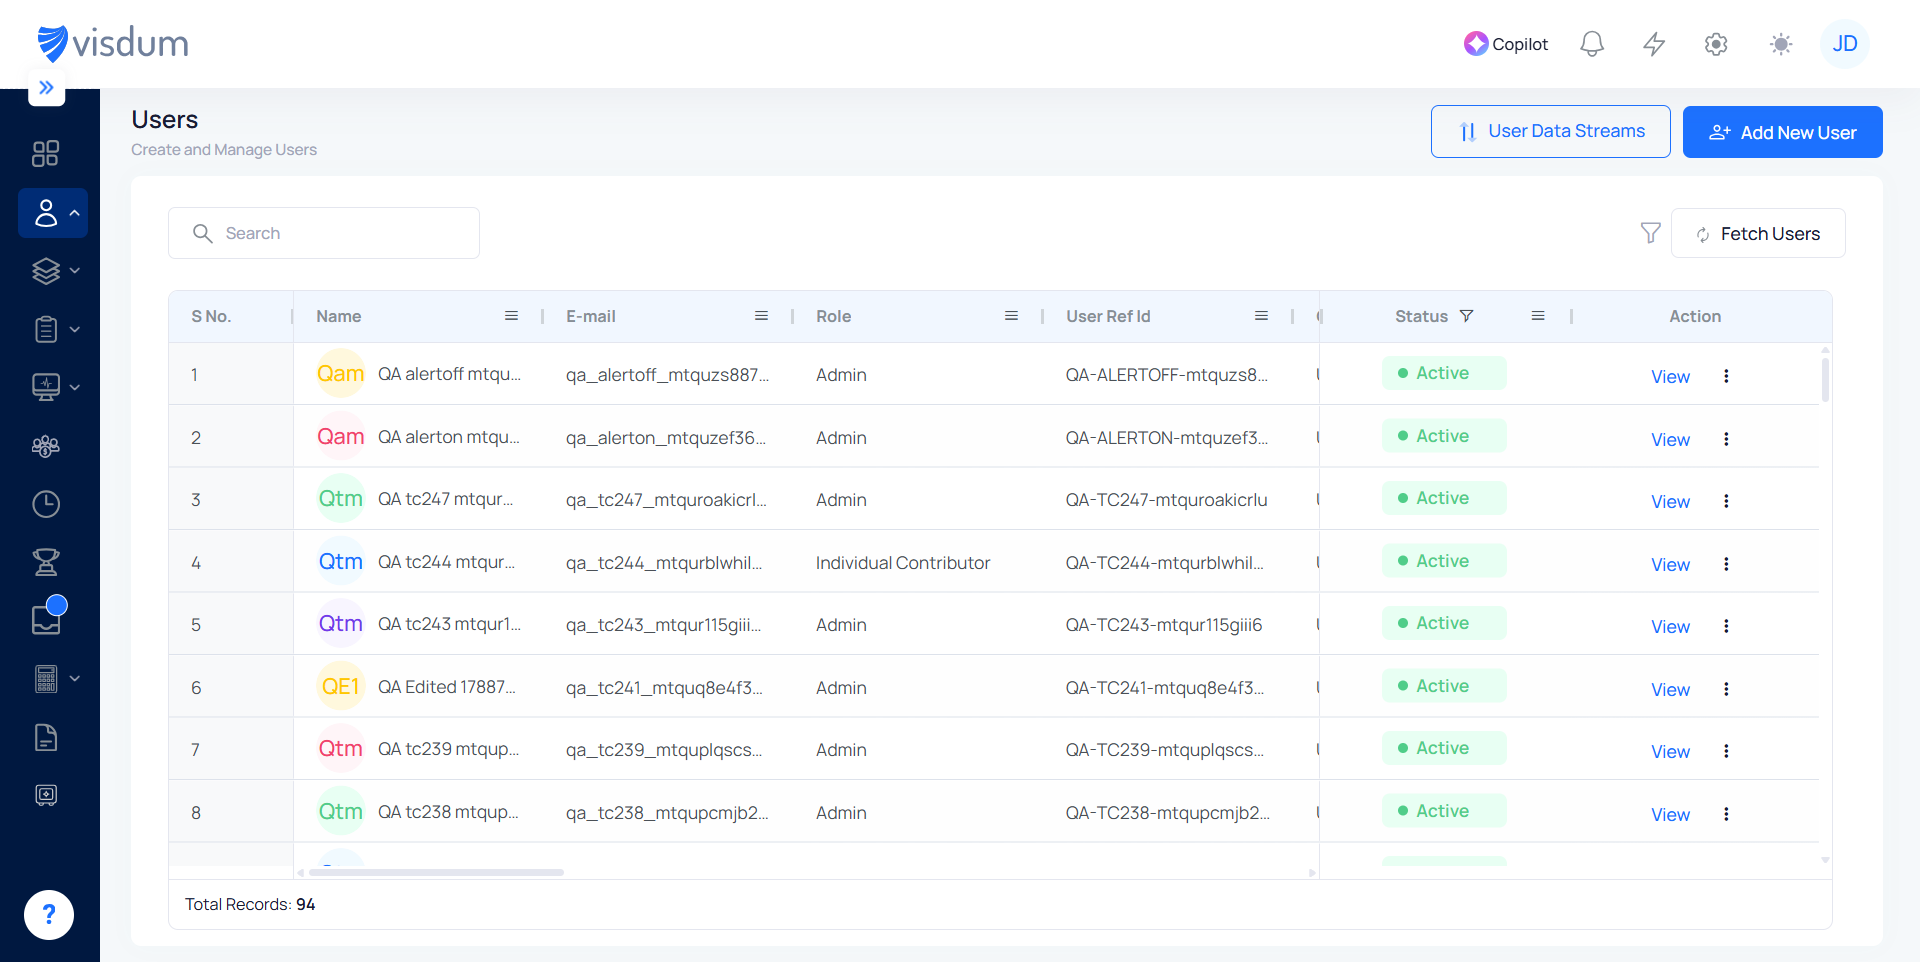 visdum
Copilot
JD
Users
Create and Manage Users
User Data Streams
Add New User
Search
Fetch Users
S No. Name E-mail Role User Ref Id Status Action
1 Qam QA alertoff mtqu... qa_alertoff_mtquzs887... Admin QA-ALERTOFF-mtquzs8... Active View
2 Qam QA alerton mtqu... qa_alerton_mtquzef36... Admin QA-ALERTON-mtquzef3... Active View
3 Qtm QA tc247 mtqur... qa_tc247_mtquroakicrl... Admin QA-TC247-mtquroakicrlu Active View
4 Qtm QA tc244 mtqur... qa_tc244_mtqurblwhil... Individual Contributor QA-TC244-mtqurblwhil... Active View
5 Qtm QA tc243 mtqur1... qa_tc243_mtqur115giii... Admin QA-TC243-mtqur115giii6 Active View
6 QE1 QA Edited 17887... qa_tc241_mtquq8e4f3... Admin QA-TC241-mtquq8e4f3... Active View
7 Qtm QA tc239 mtqup... qa_tc239_mtquplqscs... Admin QA-TC239-mtquplqscs... Active View
8 Qtm QA tc238 mtqup... qa_tc238_mtqupcmjb2... Admin QA-TC238-mtqupcmjb2... Active View
Total Records: 94
?